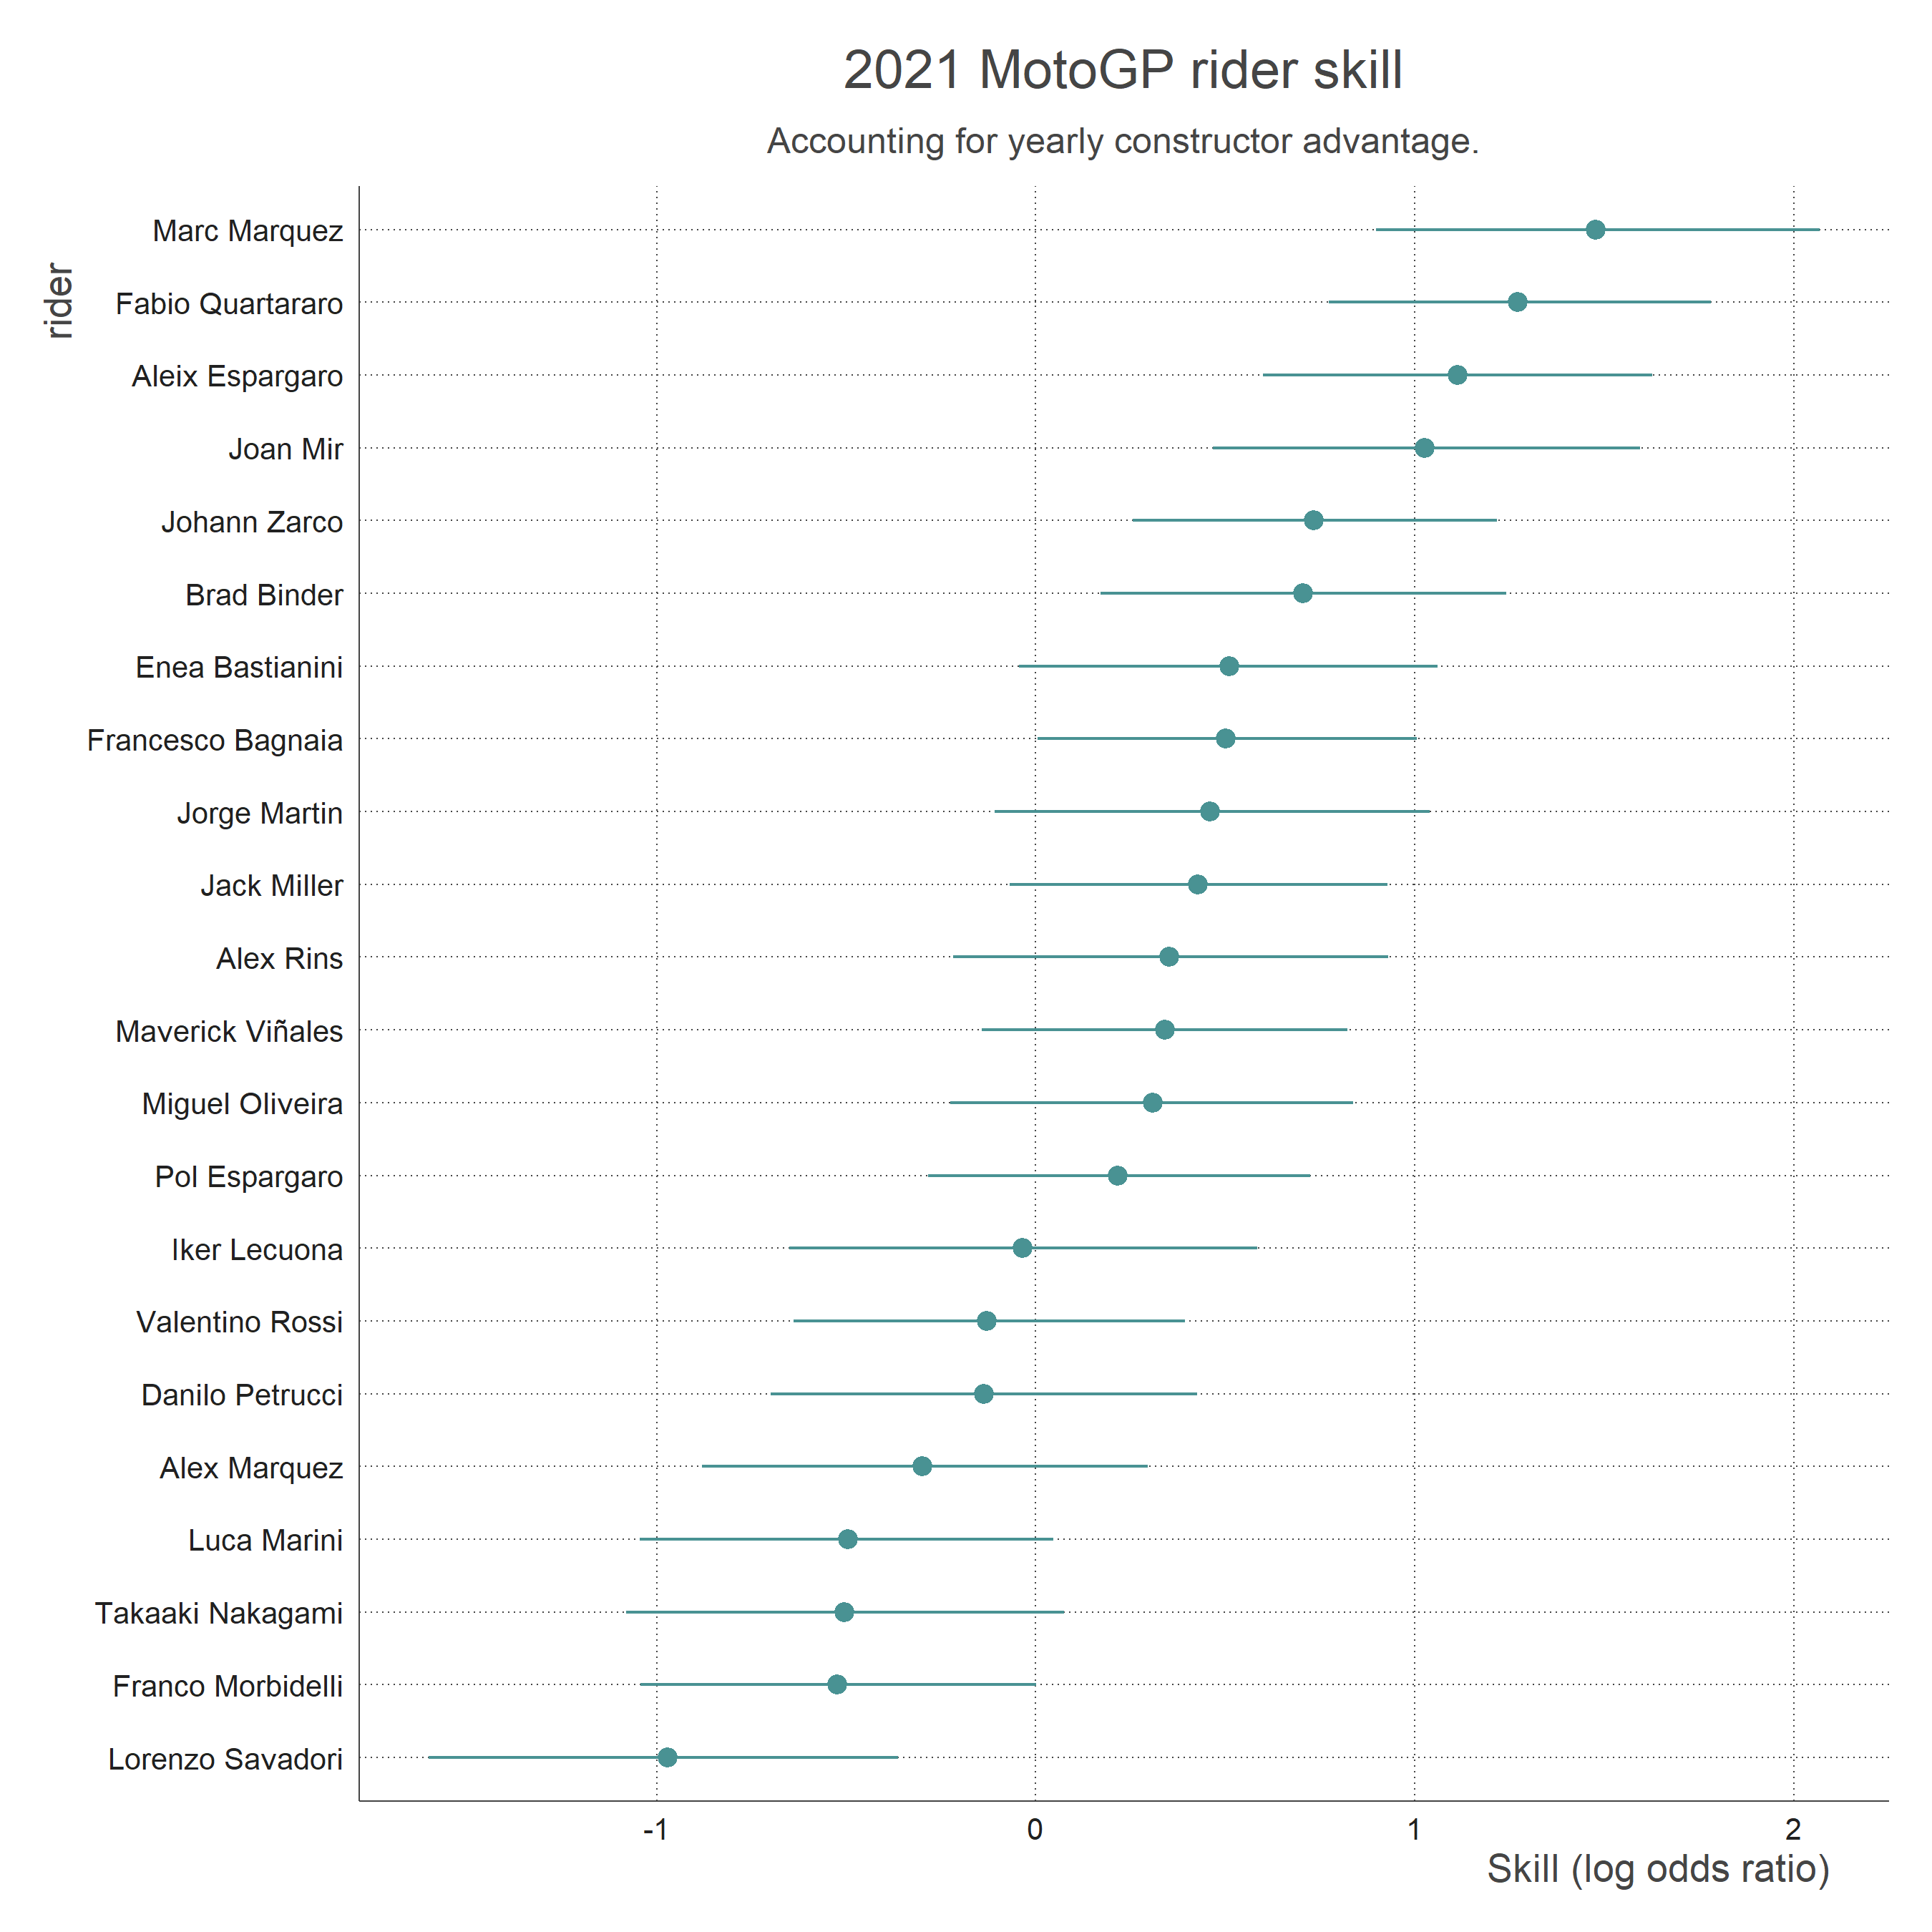 2021 MotoGP rider skill
Accounting for yearly constructor advantage.
rider
Marc Marquez
Fabio Quartararo
Aleix Espargaro
Joan Mir
Johann Zarco
Brad Binder
Enea Bastianini
Francesco Bagnaia
Jorge Martin
Jack Miller
Alex Rins
Maverick Viñales
Miguel Oliveira
Pol Espargaro
Iker Lecuona
Valentino Rossi
Danilo Petrucci
Alex Marquez
Luca Marini
Takaaki Nakagami
Franco Morbidelli
Lorenzo Savadori
-1 0 1 2
Skill (log odds ratio)